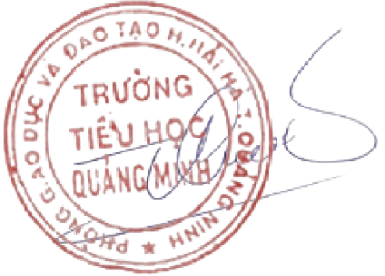 PHÒNG GIÁO DỤC VÀ ĐÀO TẠO H. HẢI HÀ T. QUẢNG NINH
TRƯỜNG
TIỂU HỌC
QUẢNG MINH